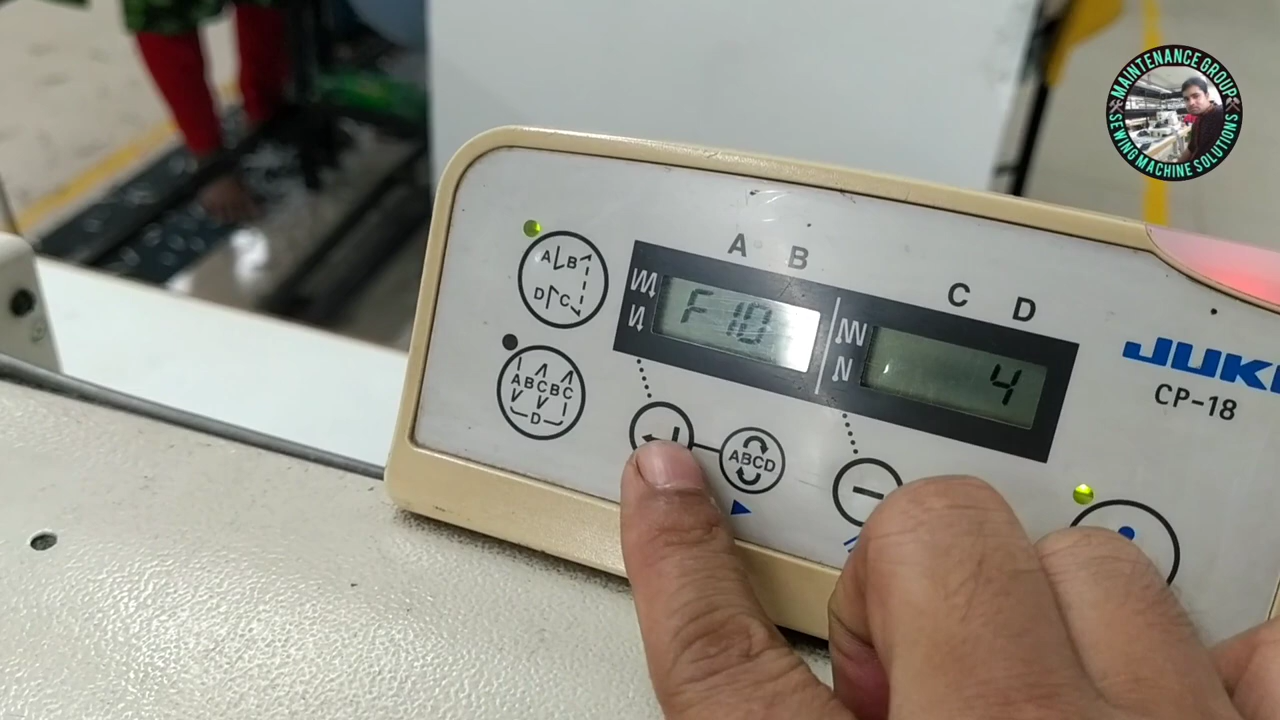 MAINTENANCE GROUP
SEWING MACHINE SOLUTIONS
A B
C D
A B
D C
F 10
4
JUKI
CP-18
A B C B C
D
ABCD